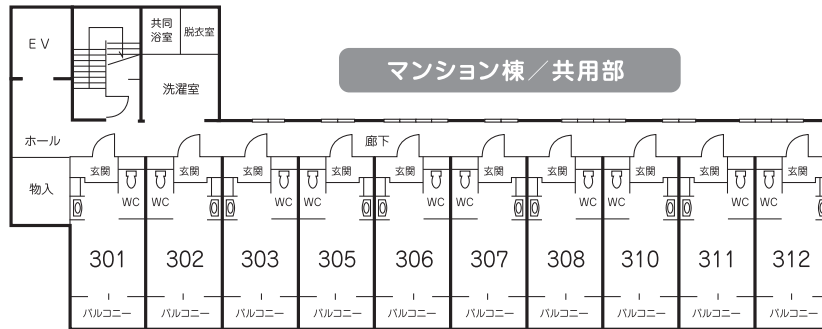 共同
浴室
脱衣室
EV
洗濯室
マンション棟／共用部
ホール
廊下
物入
玄関 玄関 玄関 玄関 玄関 玄関 玄関 玄関 玄関 玄関
WC WC WC WC WC WC WC WC WC WC
301 302 303 305 306 307 308 310 311 312
バルコニー バルコニー バルコニー バルコニー バルコニー バルコニー バルコニー バルコニー バルコニー バルコニー